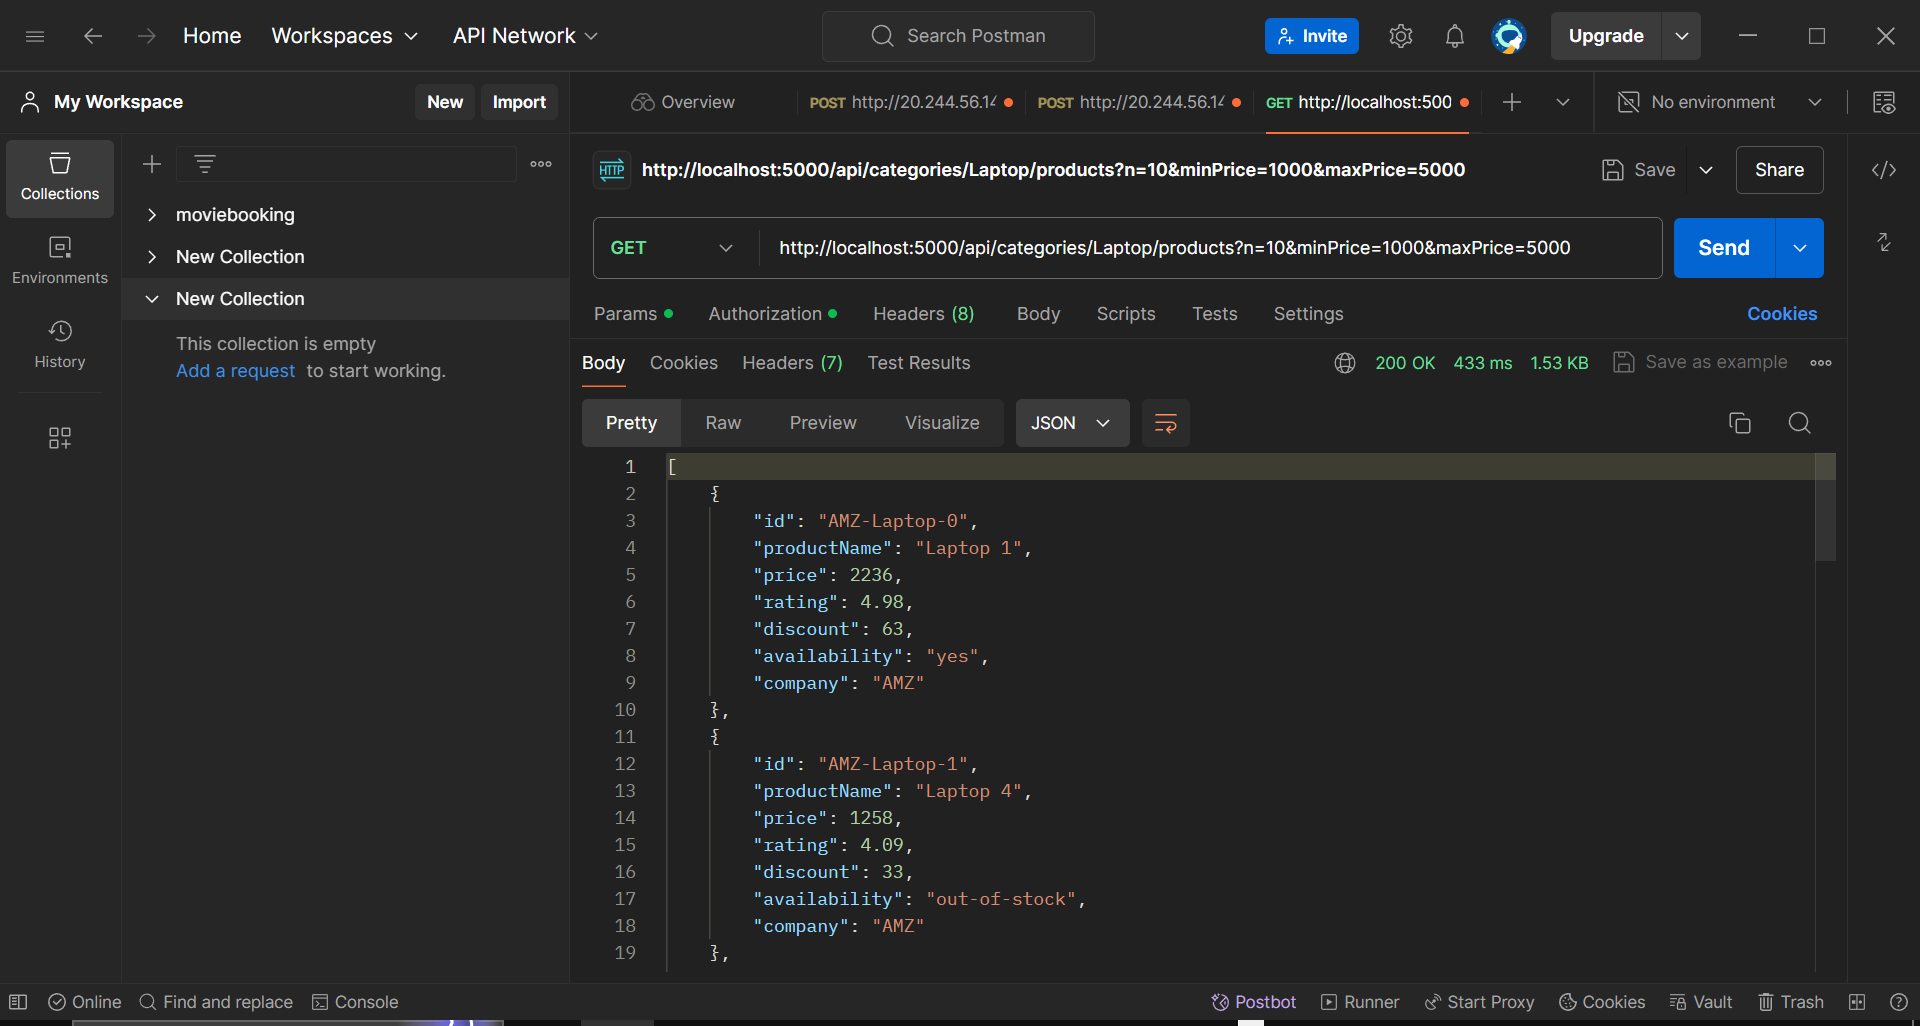 Home Workspaces API Network Search Postman Invite Upgrade
My Workspace New Import
Overview POST http://20.244.56.14 POST http://20.244.56.14 GET http://localhost:500 No environment
Collections
Environments
History
moviebooking
New Collection
New Collection
This collection is empty
Add a request to start working.
HTTP http://localhost:5000/api/categories/Laptop/products?n=10&minPrice=1000&maxPrice=5000 Save Share
GET http://localhost:5000/api/categories/Laptop/products?n=10&minPrice=1000&maxPrice=5000 Send
Params Authorization Headers (8) Body Scripts Tests Settings Cookies
Body Cookies Headers (7) Test Results 200 OK 433 ms 1.53 KB Save as example
Pretty Raw Preview Visualize JSON
1 [
2 {
3 "id": "AMZ-Laptop-0",
4 "productName": "Laptop 1",
5 "price": 2236,
6 "rating": 4.98,
7 "discount": 63,
8 "availability": "yes",
9 "company": "AMZ"
10 },
11 {
12 "id": "AMZ-Laptop-1",
13 "productName": "Laptop 4",
14 "price": 1258,
15 "rating": 4.09,
16 "discount": 33,
17 "availability": "out-of-stock",
18 "company": "AMZ"
19 },
Online Find and replace Console Postbot Runner Start Proxy Cookies Vault Trash